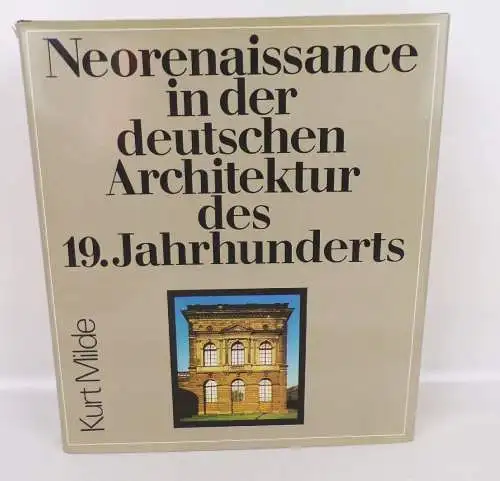 Neorenaissance
in der
deutschen
Architektur
des
19. Jahrhunderts
Kurt Milde